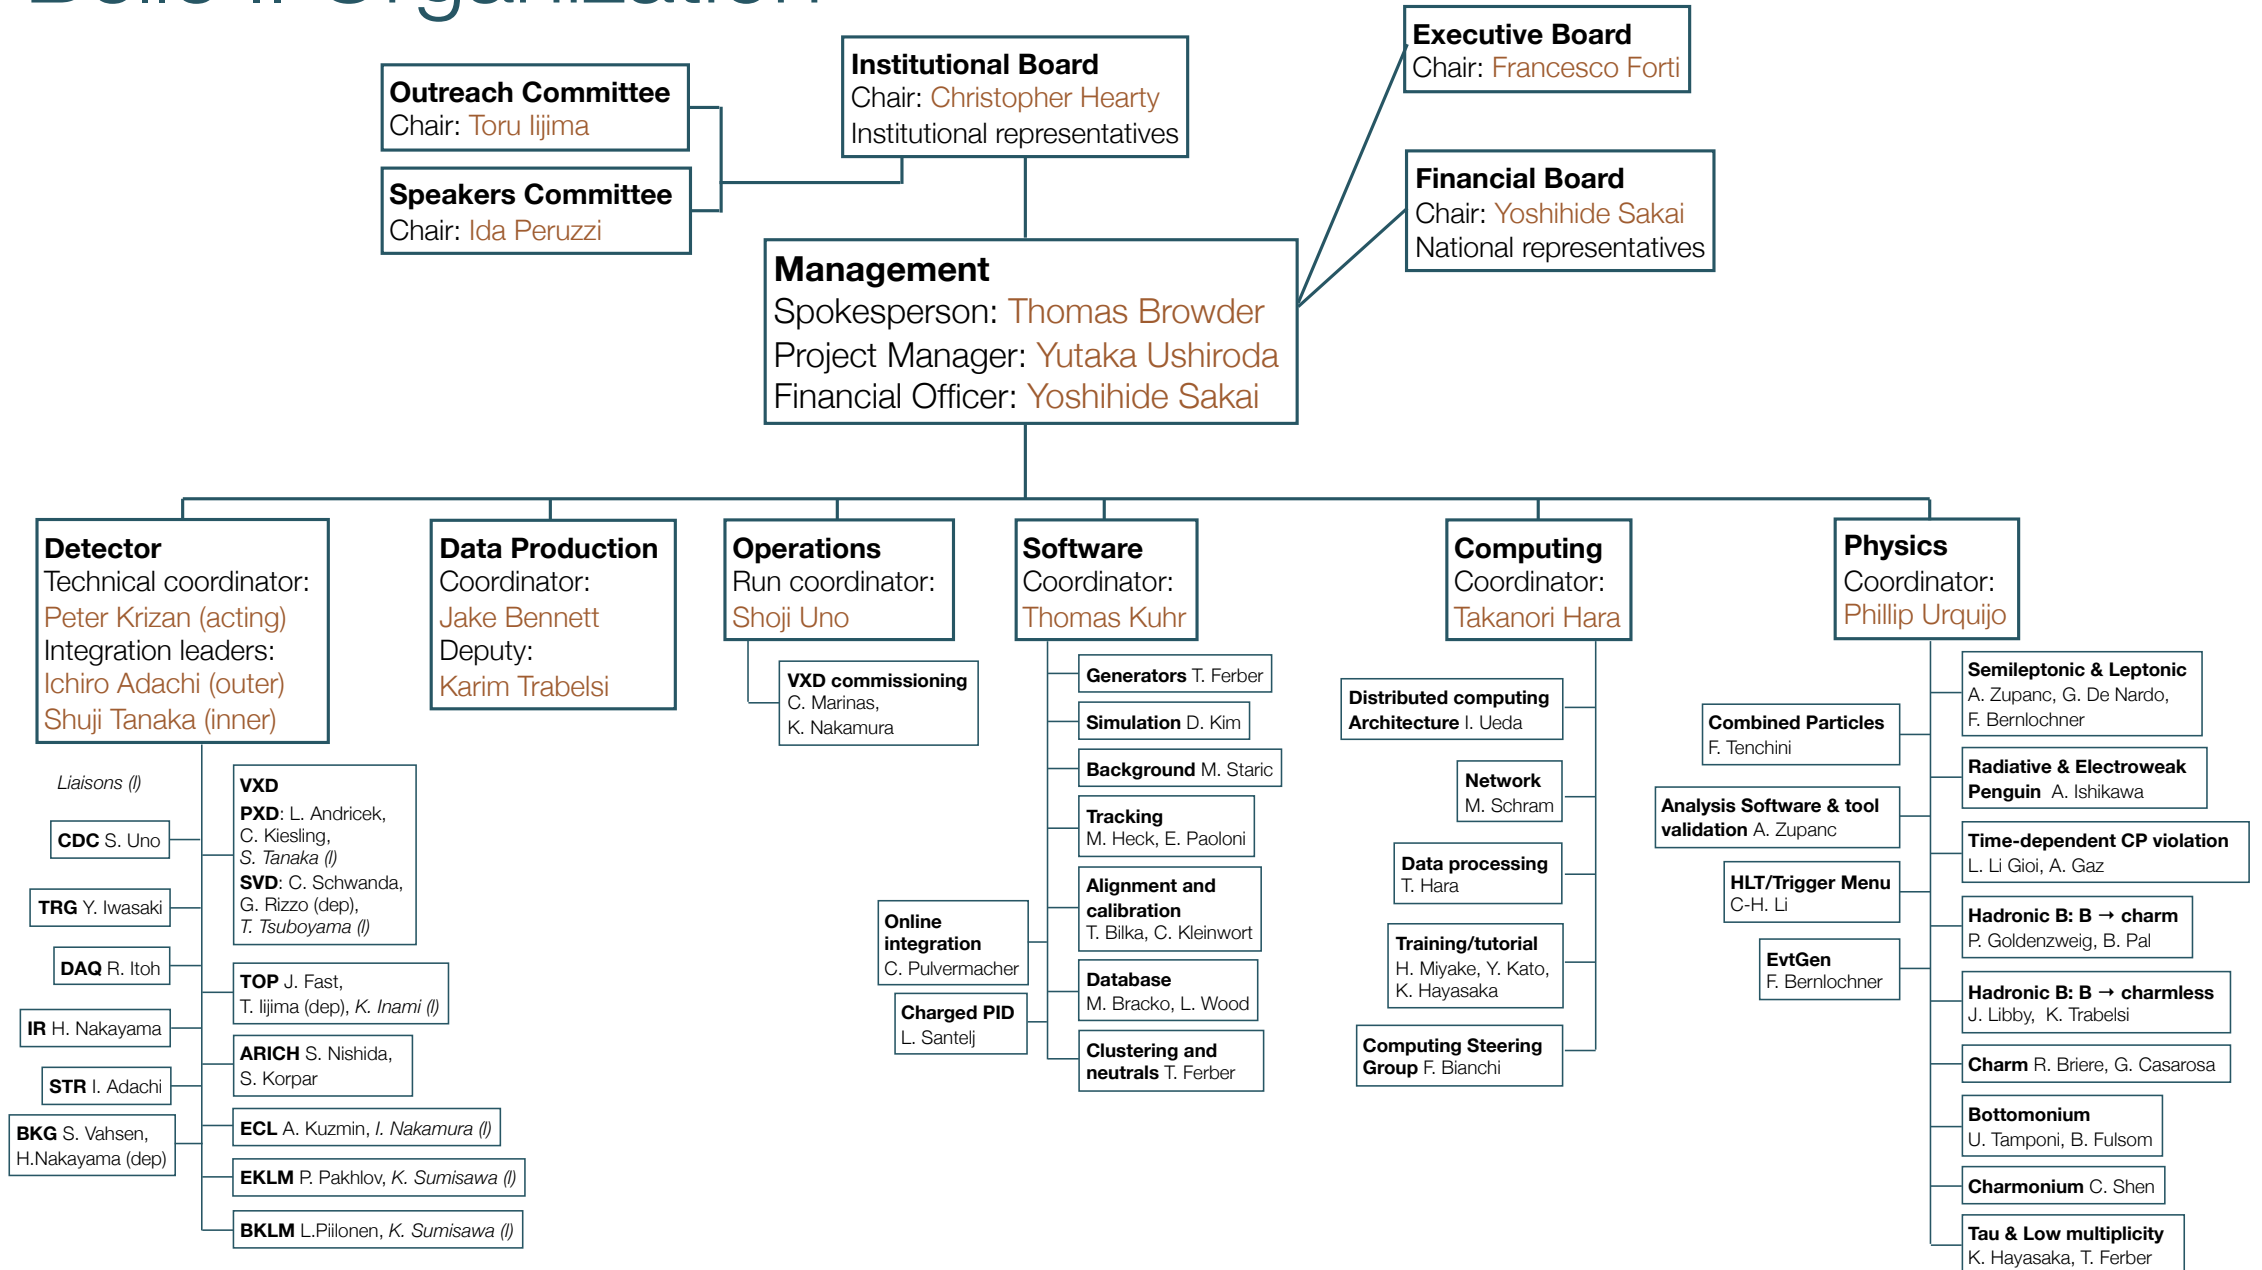 Belle II Organization
Outreach Committee
Chair: Toru Iijima
Speakers Committee
Chair: Ida Peruzzi
Institutional Board
Chair: Christopher Hearty
Institutional representatives
Executive Board
Chair: Francesco Forti
Financial Board
Chair: Yoshihide Sakai
National representatives
Management
Spokesperson: Thomas Browder
Project Manager: Yutaka Ushiroda
Financial Officer: Yoshihide Sakai
Detector
Technical coordinator:
Peter Krizan (acting)
Integration leaders:
Ichiro Adachi (outer)
Shuji Tanaka (inner)
Liaisons (l)
CDC S. Uno
TRG Y. Iwasaki
DAQ R. Itoh
IR H. Nakayama
STR I. Adachi
BKG S. Vahsen,
H.Nakayama (dep)
VXD
PXD: L. Andricek,
C. Kiesling,
S. Tanaka (l)
SVD: C. Schwanda,
G. Rizzo (dep),
T. Tsuboyama (l)
TOP J. Fast,
T. Iijima (dep), K. Inami (l)
ARICH S. Nishida,
S. Korpar
ECL A. Kuzmin, I. Nakamura (l)
EKLM P. Pakhlov, K. Sumisawa (l)
BKLM L.Piilonen, K. Sumisawa (l)
Data Production
Coordinator:
Jake Bennett
Deputy:
Karim Trabelsi
Operations
Run coordinator:
Shoji Uno
VXD commissioning
C. Marinas,
K. Nakamura
Software
Coordinator:
Thomas Kuhr
Generators T. Ferber
Simulation D. Kim
Background M. Staric
Tracking
M. Heck, E. Paoloni
Alignment and
calibration
T. Bilka, C. Kleinwort
Database
M. Bracko, L. Wood
Clustering and
neutrals T. Ferber
Online
integration
C. Pulvermacher
Charged PID
L. Santelj
Computing
Coordinator:
Takanori Hara
Distributed computing
Architecture I. Ueda
Network
M. Schram
Data processing
T. Hara
Training/tutorial
H. Miyake, Y. Kato,
K. Hayasaka
Computing Steering
Group F. Bianchi
Physics
Coordinator:
Phillip Urquijo
Combined Particles
F. Tenchini
Analysis Software & tool
validation A. Zupanc
HLT/Trigger Menu
C-H. Li
EvtGen
F. Bernlochner
Semileptonic & Leptonic
A. Zupanc, G. De Nardo,
F. Bernlochner
Radiative & Electroweak
Penguin A. Ishikawa
Time-dependent CP violation
L. Li Gioi, A. Gaz
Hadronic B: B → charm
P. Goldenzweig, B. Pal
Hadronic B: B → charmless
J. Libby, K. Trabelsi
Charm R. Briere, G. Casarosa
Bottomonium
U. Tamponi, B. Fulsom
Charmonium C. Shen
Tau & Low multiplicity
K. Hayasaka, T. Ferber